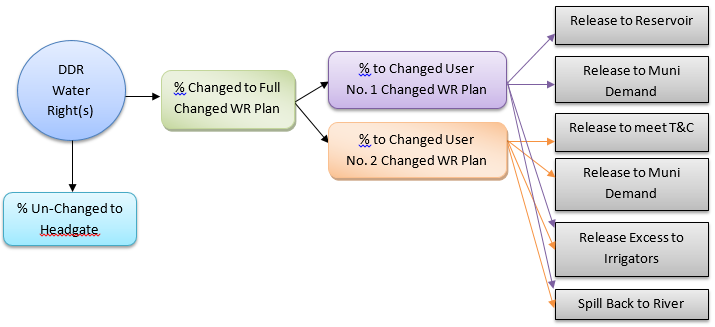 DDR
Water
Right(s)
% Changed to Full
Changed WR Plan
% Un-Changed to
Headgate
% to Changed User
No. 1 Changed WR Plan
% to Changed User
No. 2 Changed WR Plan
Release to Reservoir
Release to Muni
Demand
Release to meet T&C
Release to Muni
Demand
Release Excess to
Irrigators
Spill Back to River